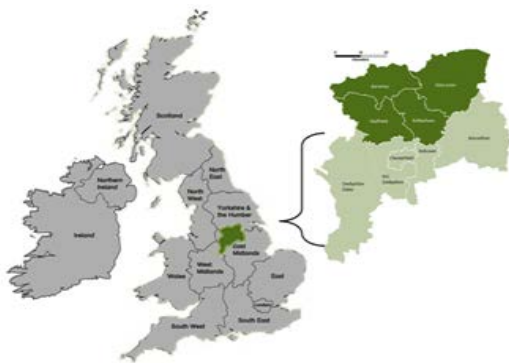 Scotland
Northern
Ireland
Ireland
North
East
North
West
Yorkshire &
the Humber
East
Midlands
West
Midlands
Wales
East
London
South West
South East
Barnsley
Doncaster
Sheffield
Rotherham
Bassetlaw
Bolsover
Chesterfield
N.E.
Derbyshire
Derbyshire
Dales